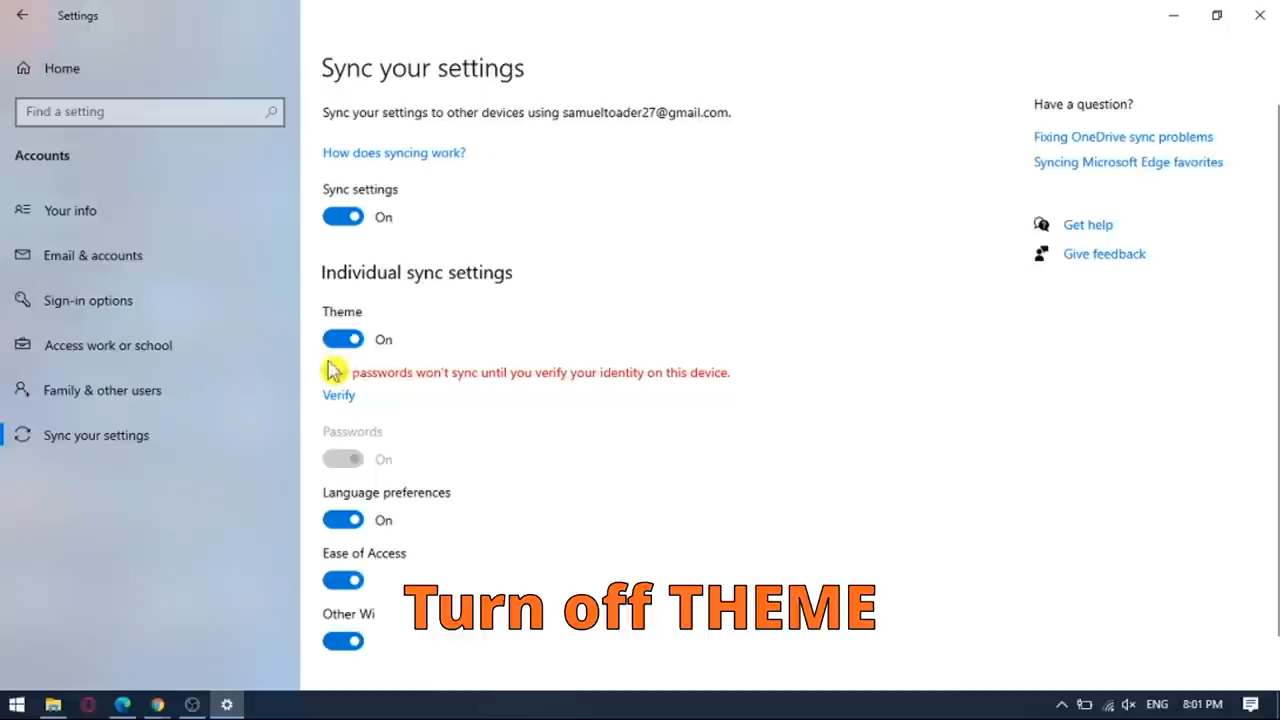 Settings
Home
Find a setting
Accounts
Your info
Email & accounts
Sign-in options
Access work or school
Family & other users
Sync your settings
Sync your settings
Sync your settings to other devices using samueltoader27@gmail.com.
How does syncing work?
Sync settings
On
Individual sync settings
Theme
On
passwords won't sync until you verify your identity on this device.
Verify
Passwords
On
Language preferences
On
Ease of Access
Other Wi
Turn off THEME
Have a question?
Fixing OneDrive sync problems
Syncing Microsoft Edge favorites
Get help
Give feedback
ENG 8:01 PM